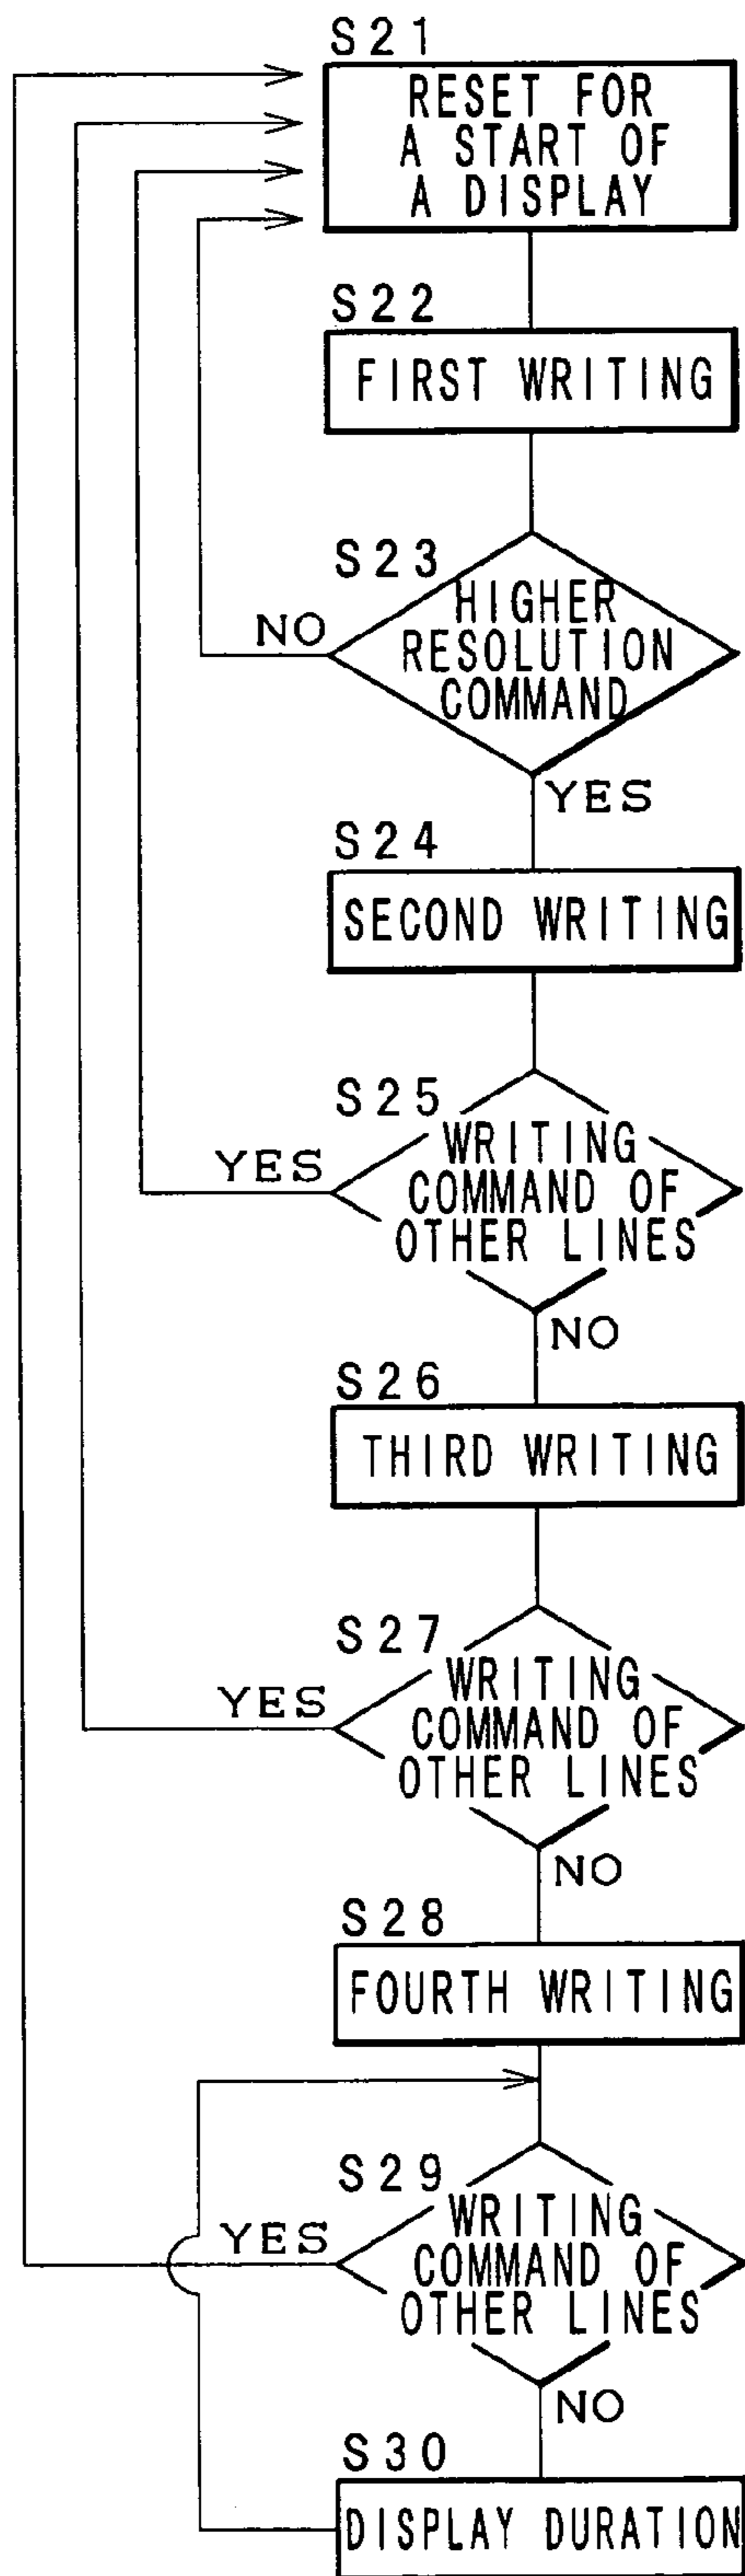 S21
RESET FOR
A START OF
A DISPLAY
S22
FIRST WRITING
S23
HIGHER
RESOLUTION
COMMAND
NO
YES
S24
SECOND WRITING
S25
WRITING
COMMAND OF
OTHER LINES
YES
NO
S26
THIRD WRITING
S27
WRITING
COMMAND OF
OTHER LINES
YES
NO
S28
FOURTH WRITING
S29
WRITING
COMMAND OF
OTHER LINES
YES
NO
S30
DISPLAY DURATION